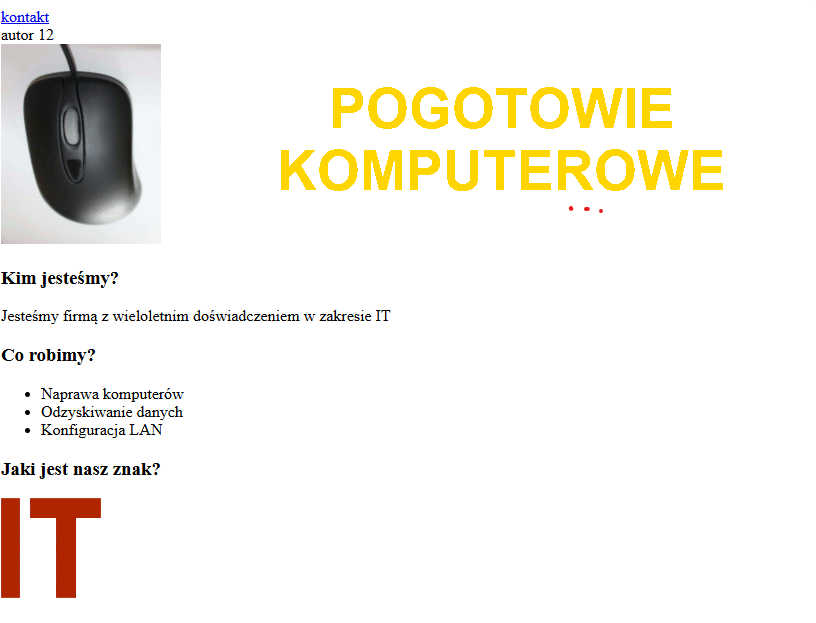 kontakt
autor 12
POGOTOWIE
KOMPUTEROWE
...
Kim jesteśmy?
Jesteśmy firmą z wieloletnim doświadczeniem w zakresie IT
Co robimy?
• Naprawa komputerów
• Odzyskiwanie danych
• Konfiguracja LAN
Jaki jest nasz znak?
IT